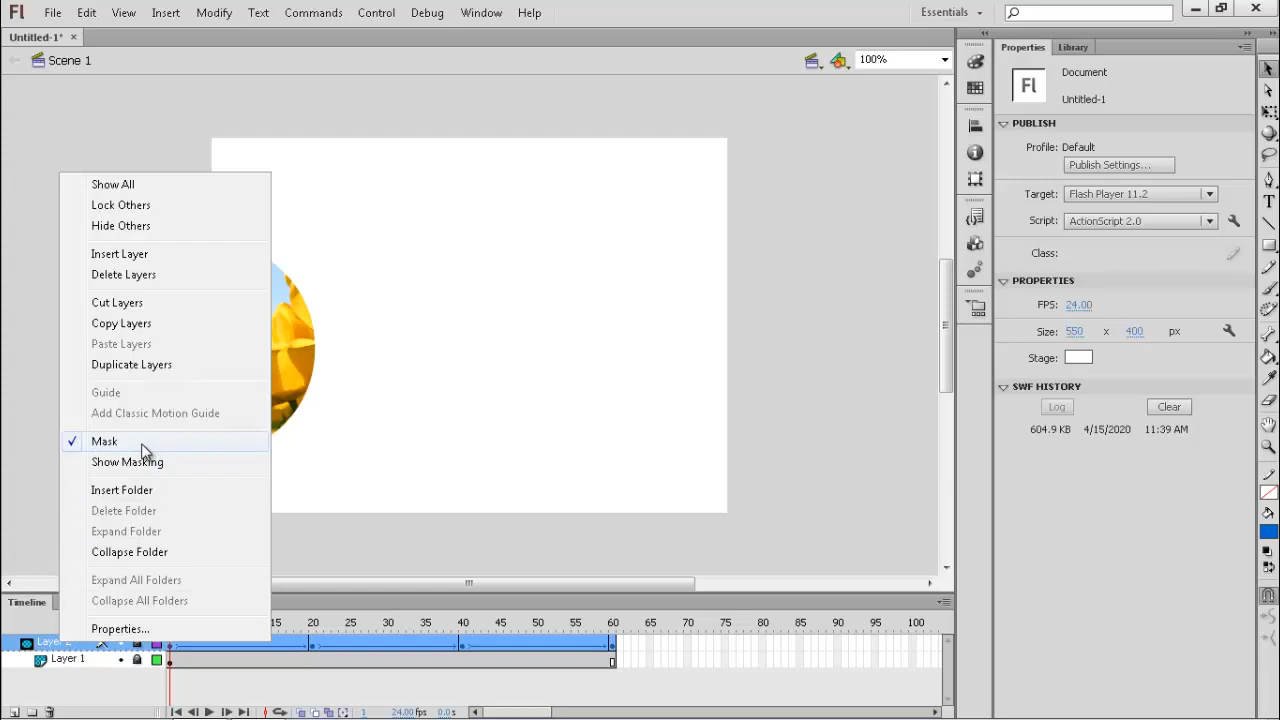 Fl File Edit View Insert Modify Text Commands Control Debug Window Help Essentials
Untitled-1*
Scene 1 100%
Properties Library
Fl Document
Untitled-1
PUBLISH
Profile: Default
Publish Settings...
Target: Flash Player 11.2
Script: ActionScript 2.0
Class:
PROPERTIES
FPS: 24.00
Size: 550 x 400 px
Stage:
SWF HISTORY
Log Clear
604.9 KB 4/15/2020 11:39 AM
Show All
Lock Others
Hide Others
Insert Layer
Delete Layers
Cut Layers
Copy Layers
Paste Layers
Duplicate Layers
Guide
Add Classic Motion Guide
Mask
Show Masking
Insert Folder
Delete Folder
Expand Folder
Collapse Folder
Expand All Folders
Collapse All Folders
Properties...
Timeline
15 20 25 30 35 40 45 50 55 60 65 70 75 80 85 90 95 100
Layer 2
Layer 1
1 24.00 fps 0.0 s
T